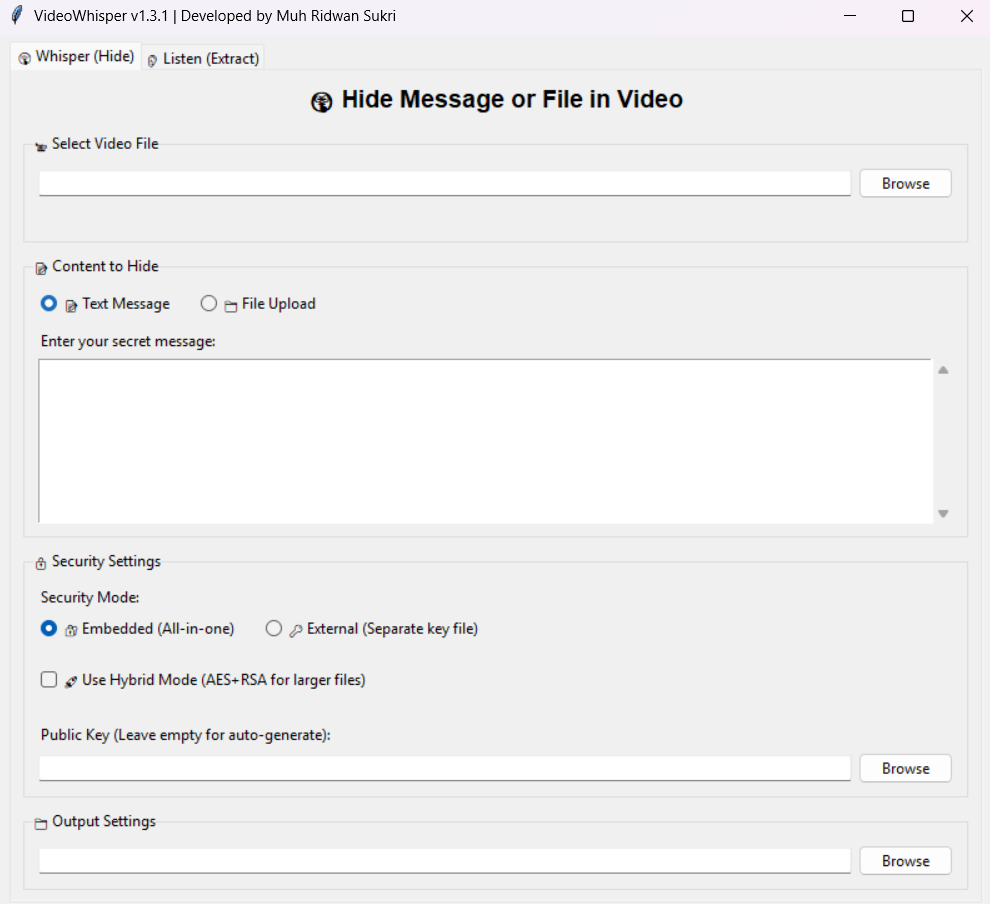 VideoWhisper v1.3.1 | Developed by Muh Ridwan Sukri
Whisper (Hide) Listen (Extract)
Hide Message or File in Video
Select Video File
Browse
Content to Hide
Text Message File Upload
Enter your secret message:
Security Settings
Security Mode:
Embedded (All-in-one) External (Separate key file)
Use Hybrid Mode (AES+RSA for larger files)
Public Key (Leave empty for auto-generate):
Browse
Output Settings
Browse